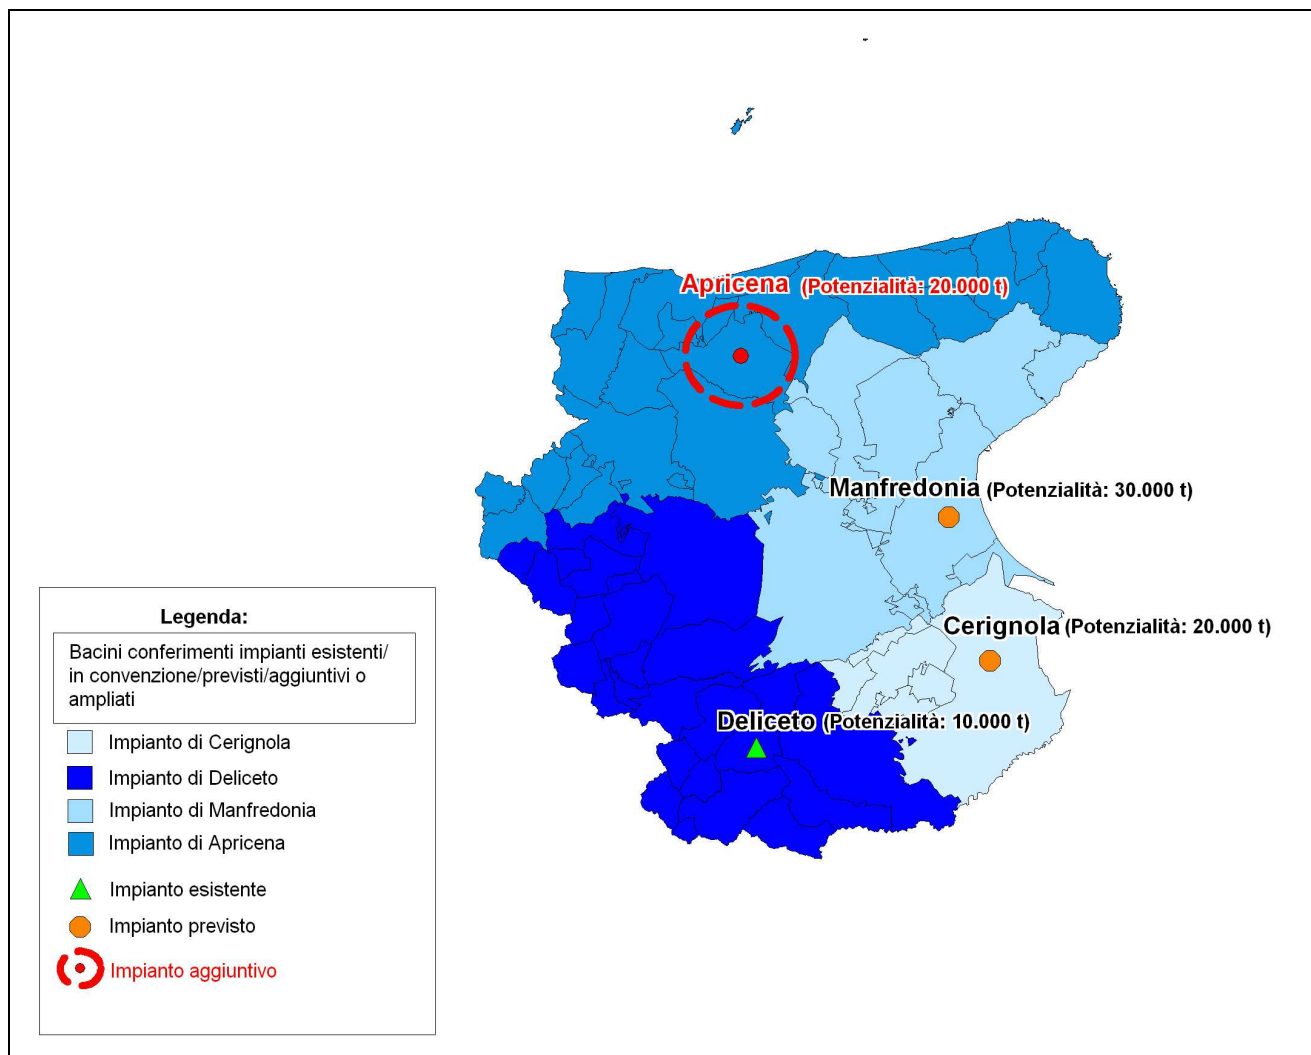 Apricena (Potenzialità: 20.000 t)
Manfredonia (Potenzialità: 30.000 t)
Cerignola (Potenzialità: 20.000 t)
Deliceto (Potenzialità: 10.000 t)
Legenda:
Bacini conferimenti impianti esistenti/
in convenzione/previsti/aggiuntivi o
ampliati
Impianto di Cerignola
Impianto di Deliceto
Impianto di Manfredonia
Impianto di Apricena
Impianto esistente
Impianto previsto
Impianto aggiuntivo